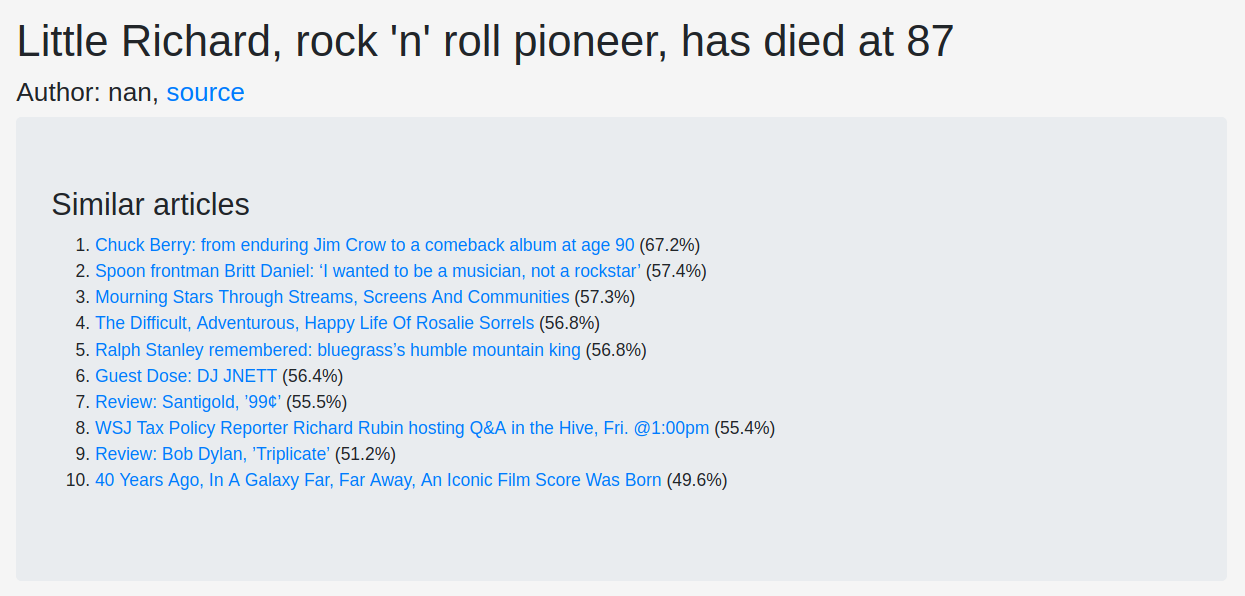 Little Richard, rock 'n' roll pioneer, has died at 87
Author: nan, source
Similar articles
1. Chuck Berry: from enduring Jim Crow to a comeback album at age 90 (67.2%)
2. Spoon frontman Britt Daniel: ‘I wanted to be a musician, not a rockstar’ (57.4%)
3. Mourning Stars Through Streams, Screens And Communities (57.3%)
4. The Difficult, Adventurous, Happy Life Of Rosalie Sorrels (56.8%)
5. Ralph Stanley remembered: bluegrass’s humble mountain king (56.8%)
6. Guest Dose: DJ JNETT (56.4%)
7. Review: Santigold, ’99¢’ (55.5%)
8. WSJ Tax Policy Reporter Richard Rubin hosting Q&A in the Hive, Fri. @1:00pm (55.4%)
9. Review: Bob Dylan, ’Triplicate’ (51.2%)
10. 40 Years Ago, In A Galaxy Far, Far Away, An Iconic Film Score Was Born (49.6%)